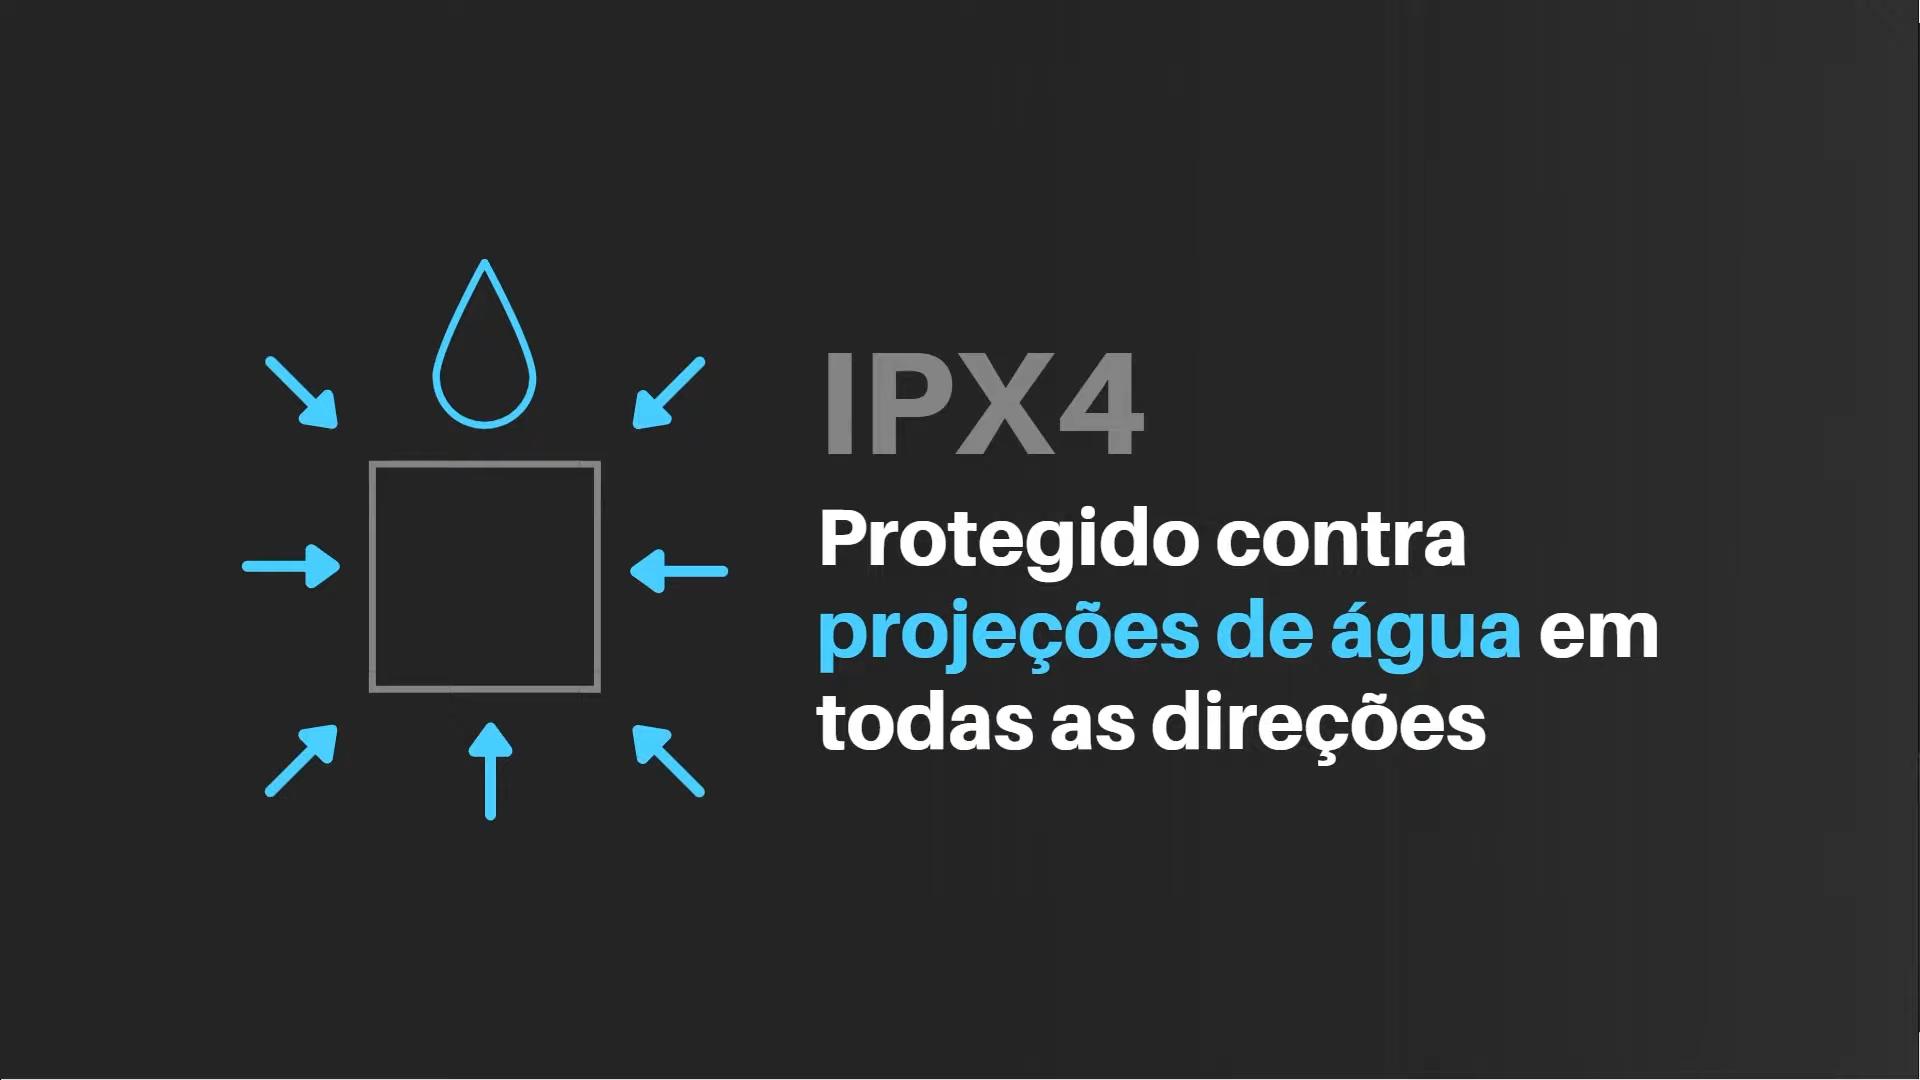 IPX4
Protegido contra
projeções de água em
todas as direções